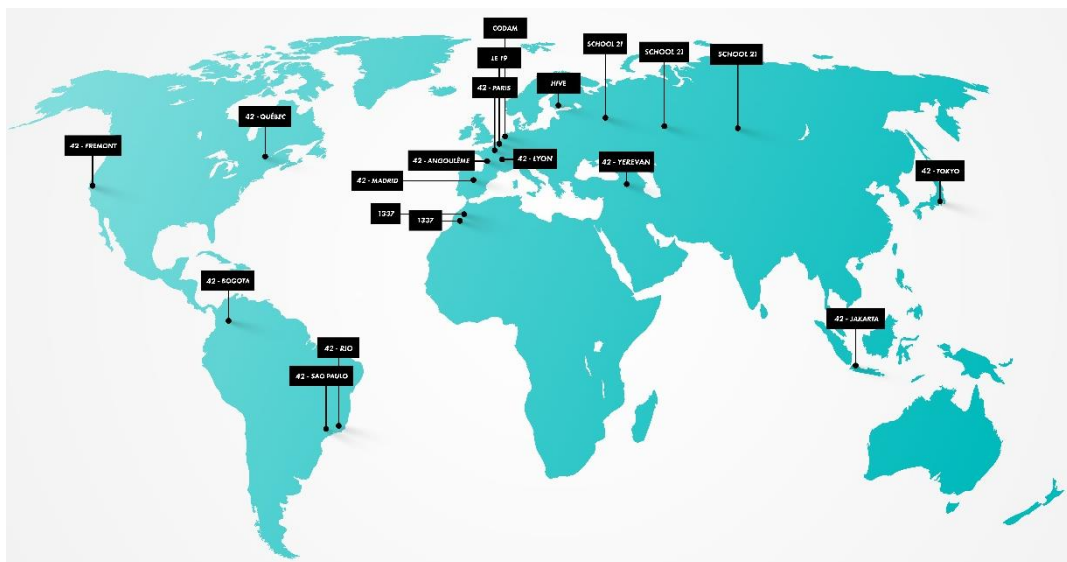 CODAM
SCHOOL 21
SCHOOL 21
SCHOOL 21
LE 19
42 - PARIS
HIVE
42 - QUÉBEC
42 - FREMONT
42 - ANGOULÊME
42 - LYON
42 - YEREVAN
42 - TOKYO
42 - MADRID
1337
1337
42 - BOGOTA
42 - JAKARTA
42 - RIO
42 - SAO PAULO